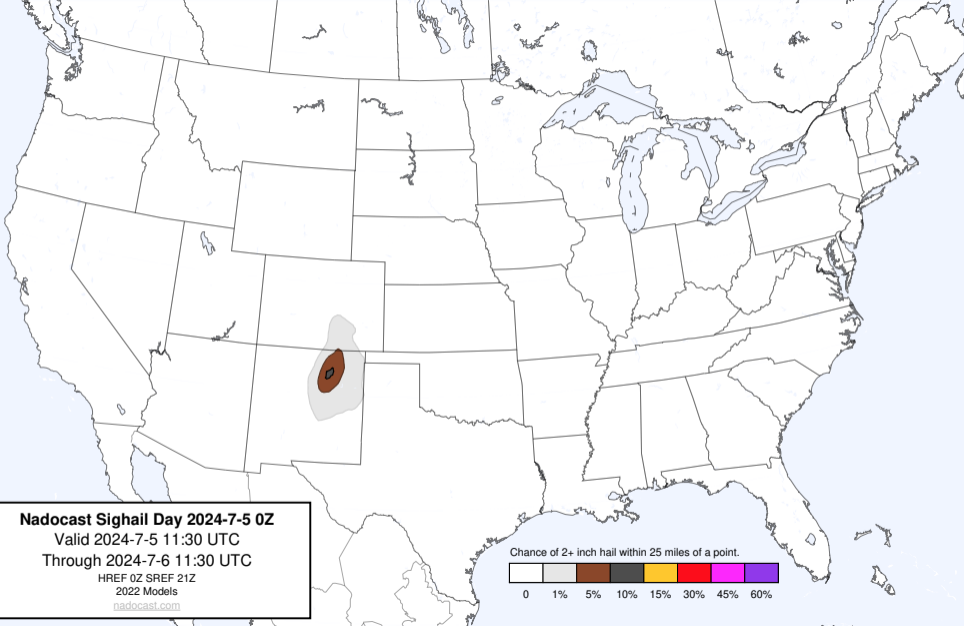 Nadocast Sighail Day 2024-7-5 0Z
Valid 2024-7-5 11:30 UTC
Through 2024-7-6 11:30 UTC
HREF 0Z SREF 21Z
2022 Models
nadocast.com
Chance of 2+ inch hail within 25 miles of a point.
0 1% 5% 10% 15% 30% 45% 60%